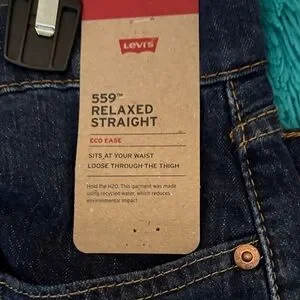 Levi's
559™
RELAXED
STRAIGHT
ECO EASE
SITS AT YOUR WAIST
LOOSE THROUGH THE THIGH
Hold the H2O. This garment was made
using recycled water, which reduces
environmental impact.